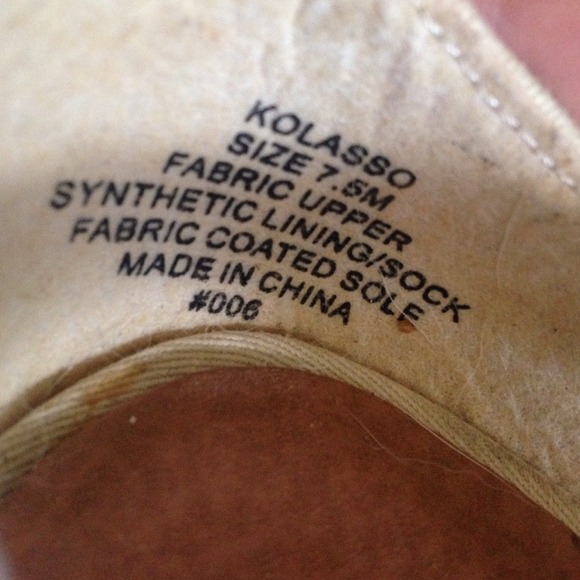 KOLASSO
SIZE 7.5M
FABRIC UPPER
SYNTHETIC LINING/SOCK
FABRIC COATED SOLE
MADE IN CHINA
#006